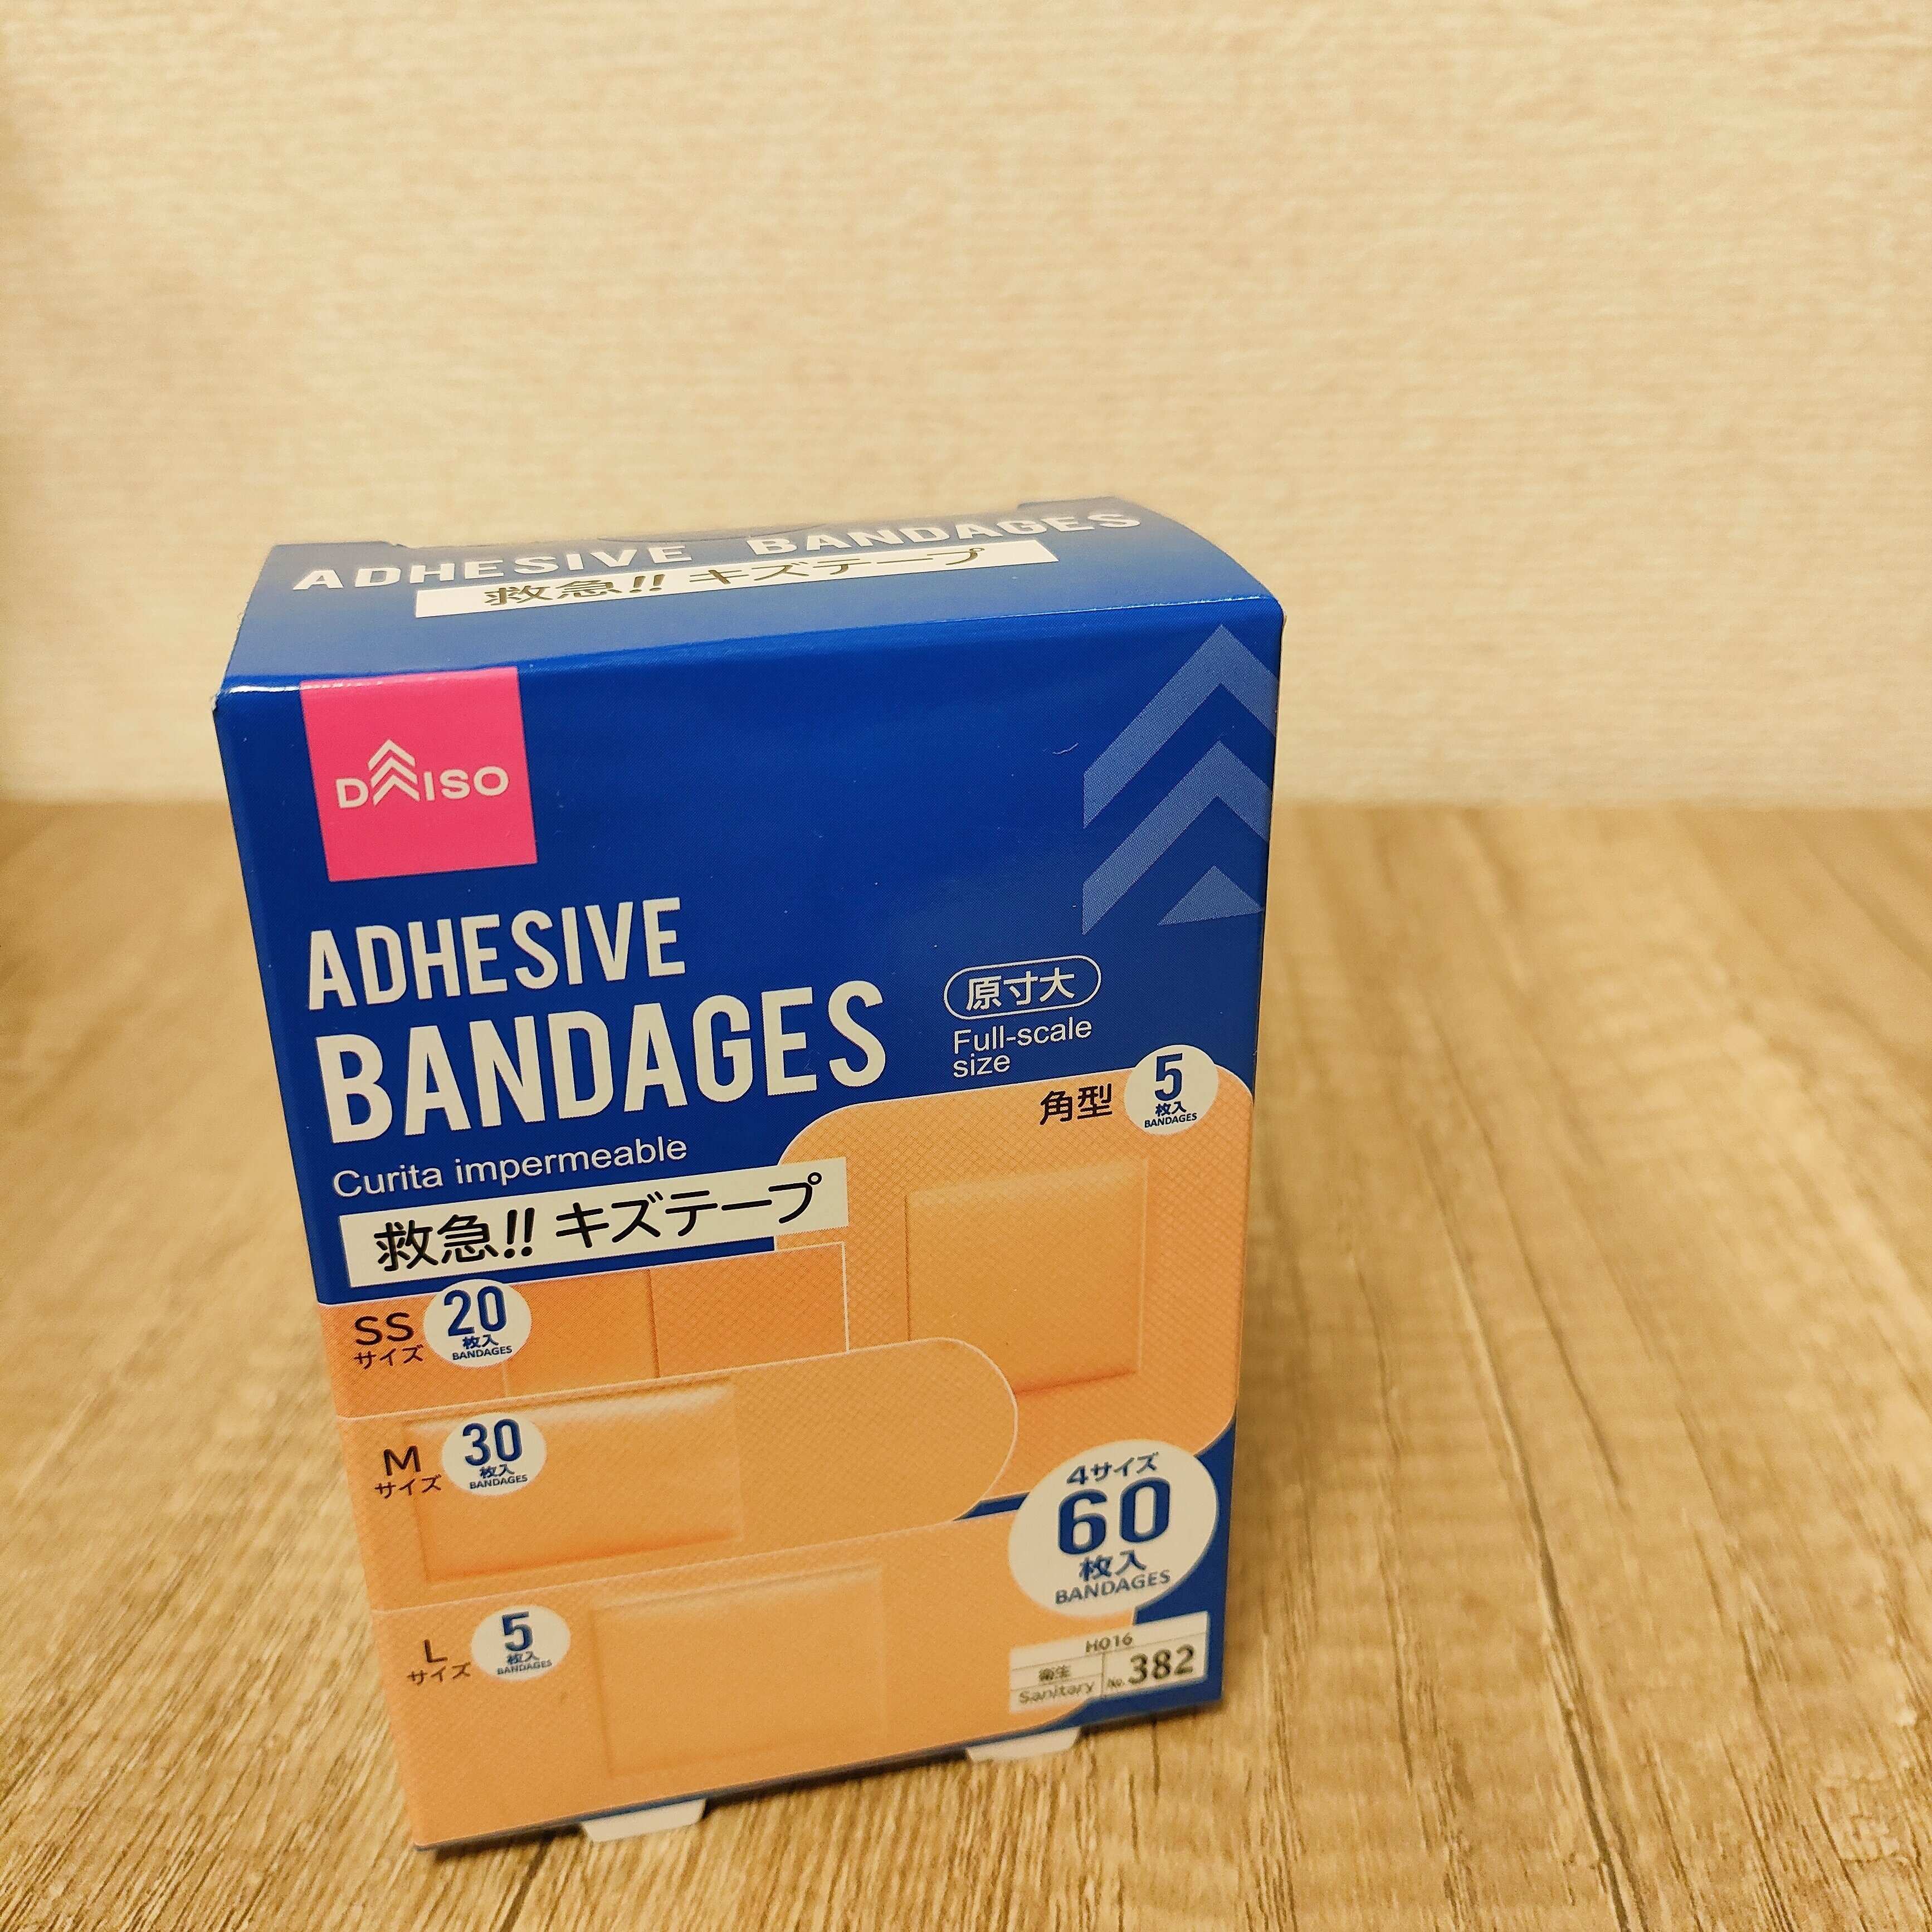 ADHESIVE BANDAGES
救急!! キズテープ
DAISO
ADHESIVE
BANDAGES
Curita impermeable
救急!! キズテープ
原寸大
Full-scale
size
角型
5
枚入
BANDAGES
SS
サイズ
20
枚入
BANDAGES
M
サイズ
30
枚入
BANDAGES
L
サイズ
5
枚入
BANDAGES
4サイズ
60
枚入
BANDAGES
H016
衛生
Sanitary
No.382